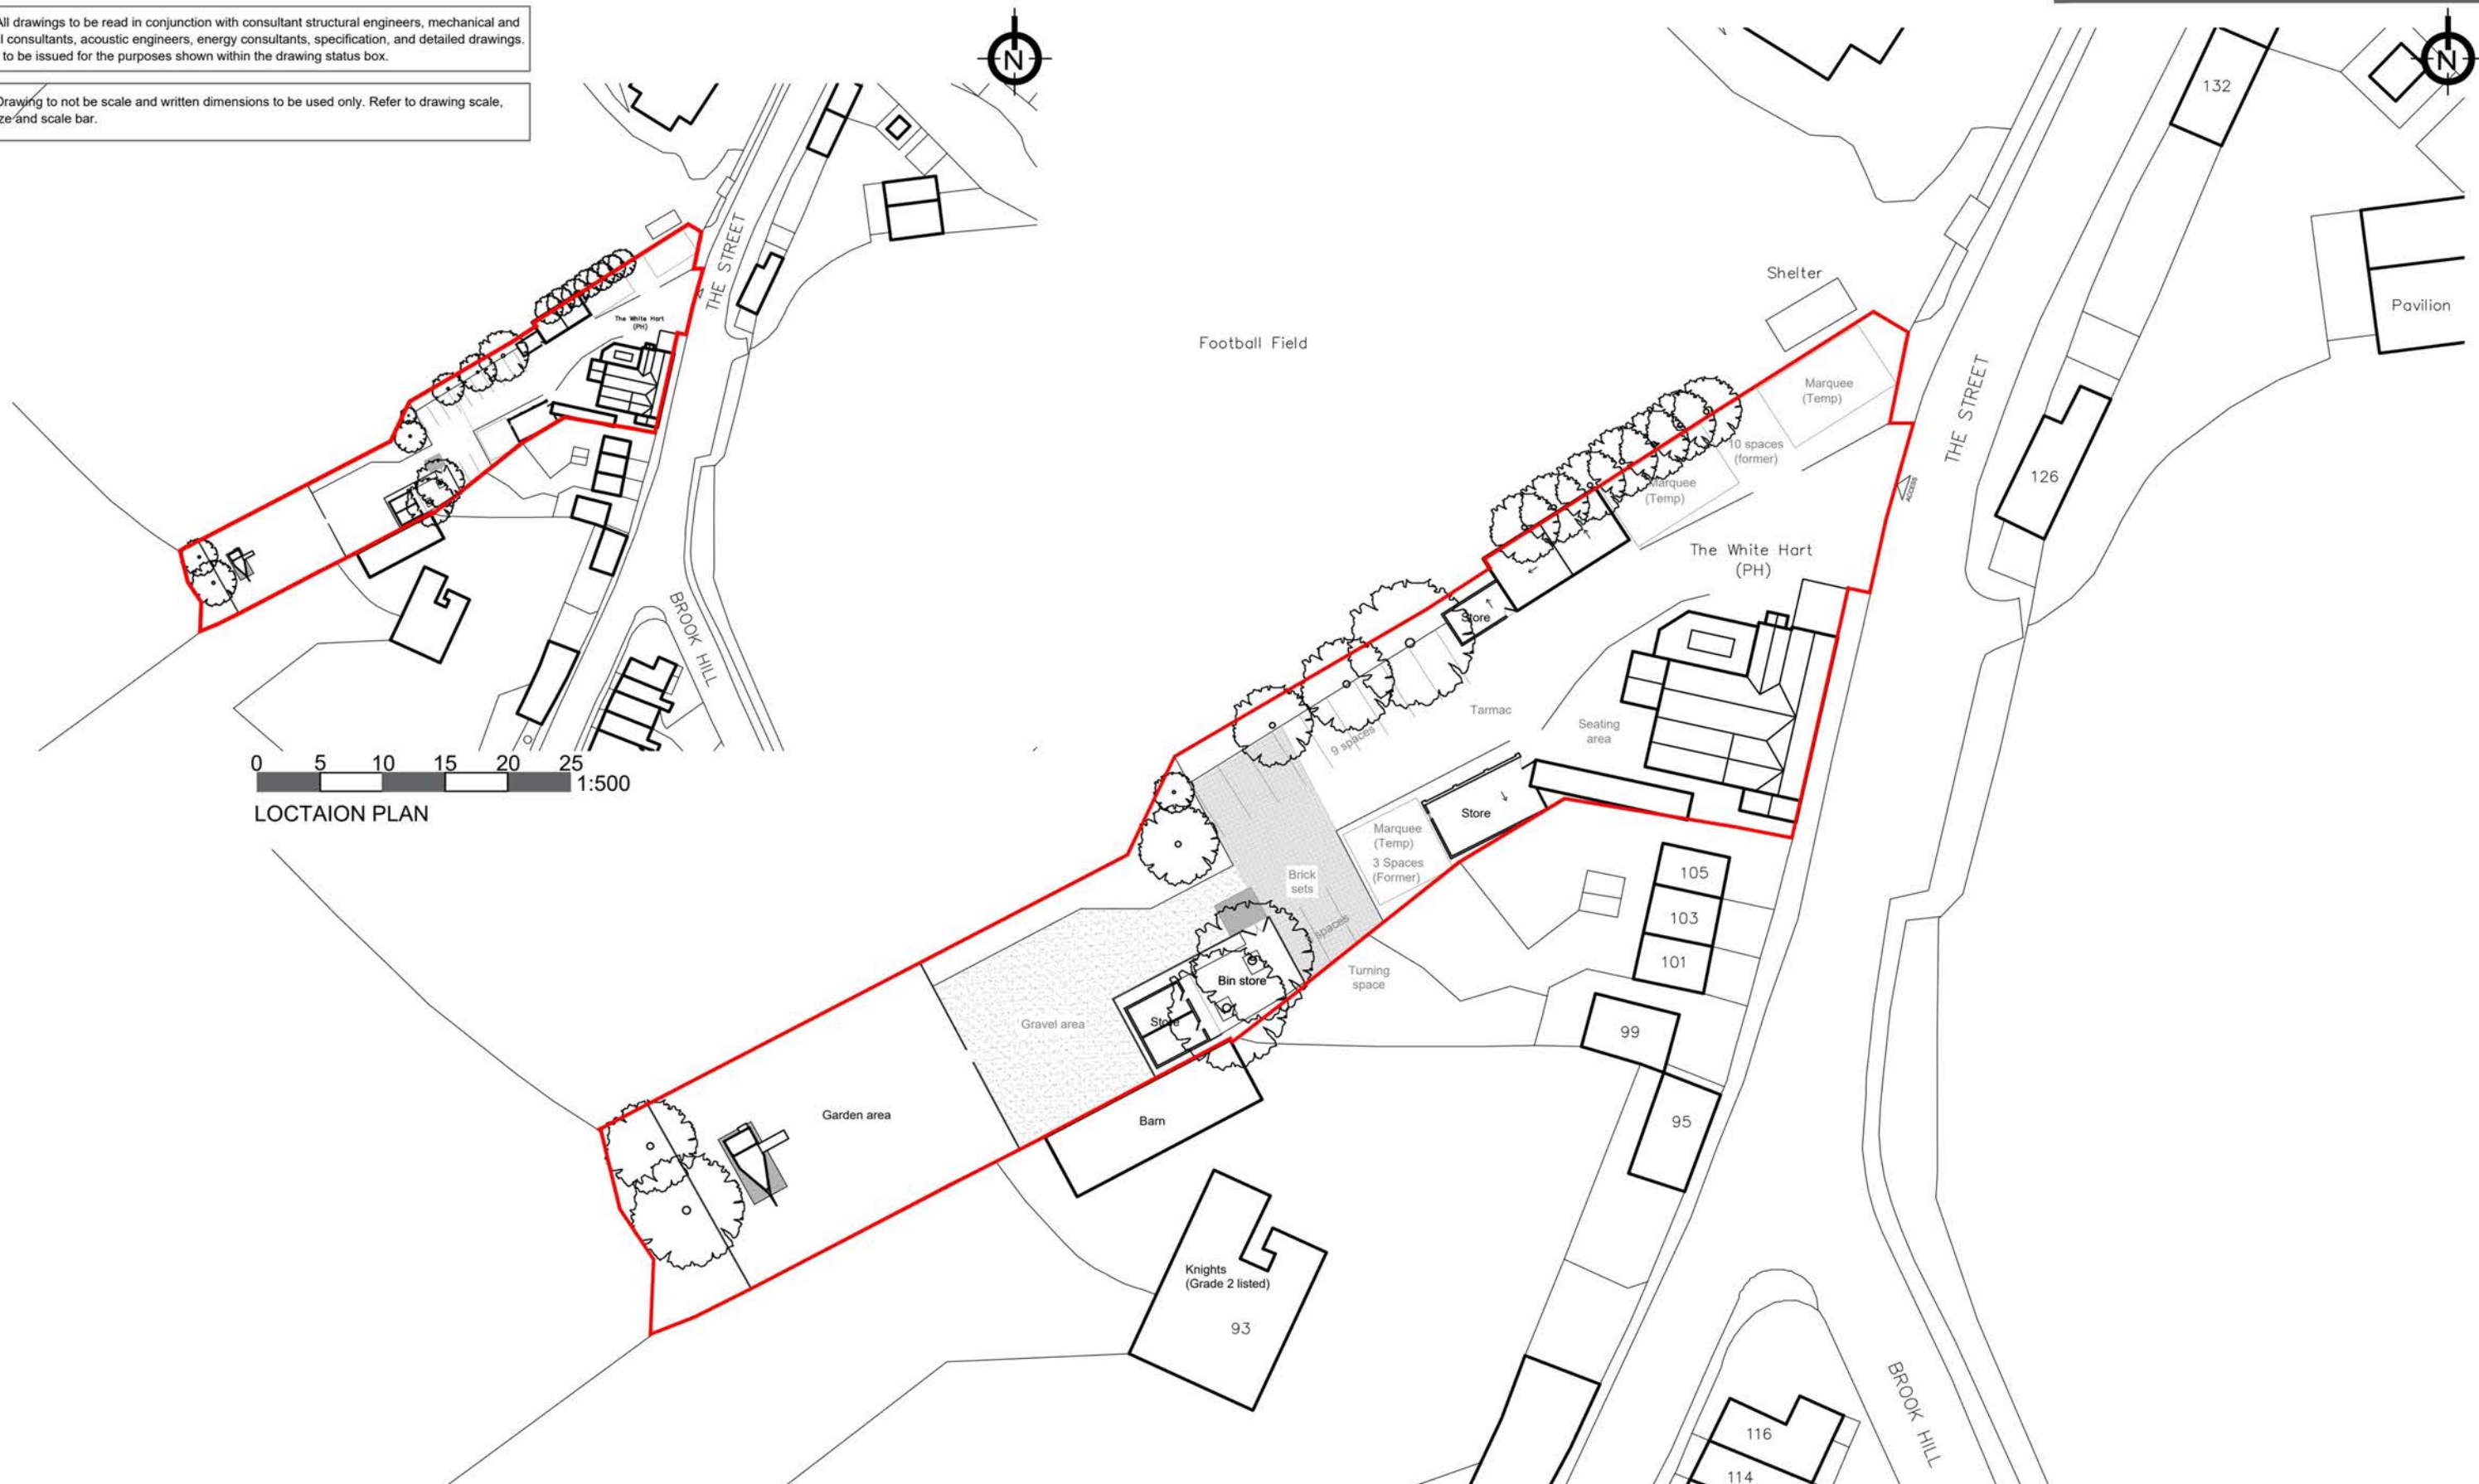 All drawings to be read in conjunction with consultant structural engineers, mechanical and
l consultants, acoustic engineers, energy consultants, specification, and detailed drawings.
to be issued for the purposes shown within the drawing status box.
Drawing to not be scale and written dimensions to be used only. Refer to drawing scale,
ze and scale bar.
N
THE STREET
The White Hart
(PH)
BROOK HILL
0 5 10 15 20 25
1:500
LOCTAION PLAN
N
132
Shelter
Pavilion
Football Field
THE STREET
Marquee
(Temp)
10 spaces
(former)
126
Marquee
(Temp)
ACCESS
The White Hart
(PH)
Store
Tarmac
Seating
area
9 spaces
Store
Marquee
(Temp)
3 Spaces
(Former)
Brick
sets
105
103
101
spaces
Turning
space
Bin store
Store
Gravel area
99
Garden area
Barn
95
Knights
(Grade 2 listed)
93
BROOK HILL
116
114